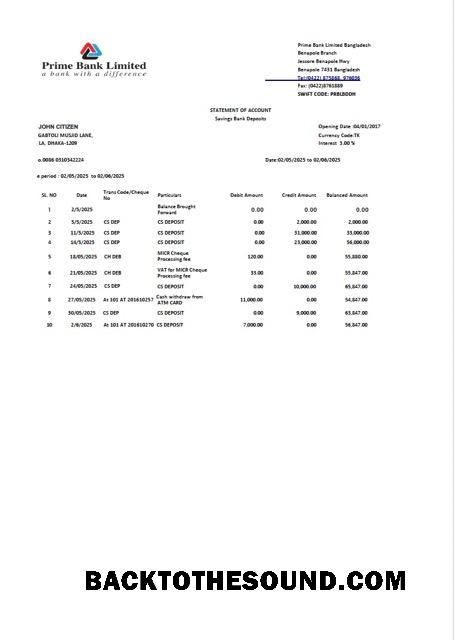 Prime Bank Limited
a bank with a difference
Prime Bank Limited Bangladesh
Benapole Branch
Jessore Benapole Hwy
Benapole 7431 Bangladesh
Tel:(0422) 875868, 976036
Fax: (0422)8761889
SWIFT CODE: PRBLBDDH
STATEMENT OF ACCOUNT
Savings Bank Deposits
JOHN CITIZEN
GABTOLI MUSJID LANE,
LA, DHAKA-1209
Opening Date :04/01/2017
Currency Code:TK
Interest 3.00 %
o.0086 0310342224
Date:02/05/2025 to 02/06/2025
e period : 02/05/2025 to 02/06/2025
SL. NO Date Trans Code/Cheque No Particulars Debit Amount Credit Amount Balanced Amount
1 2/5/2025 Balance Brought Forward 0.00 0.00 0.00
2 5/5/2025 CS DEP CS DEPOSIT 0.00 2,000.00 2,000.00
3 11/5/2025 CS DEP CS DEPOSIT 0.00 31,000.00 33,000.00
4 14/5/2025 CS DEP CS DEPOSIT 0.00 23,000.00 56,000.00
5 18/05/2025 CH DEB MICR Cheque Processing fee 120.00 0.00 55,880.00
6 21/05/2025 CH DEB VAT for MICR Cheque Processing fee 33.00 0.00 55,847.00
7 24/05/2025 CS DEP CS DEPOSIT 0.00 10,000.00 65,847.00
8 27/05/2025 At 101 AT 201610257 Cash withdraw from ATM CARD 11,000.00 0.00 54,847.00
9 30/05/2025 CS DEP CS DEPOSIT 0.00 9,000.00 63,847.00
10 2/6/2025 At 101 AT 201610270 CS DEPOSIT 7,000.00 0.00 56,847.00
BACKTOTHESOUND.COM